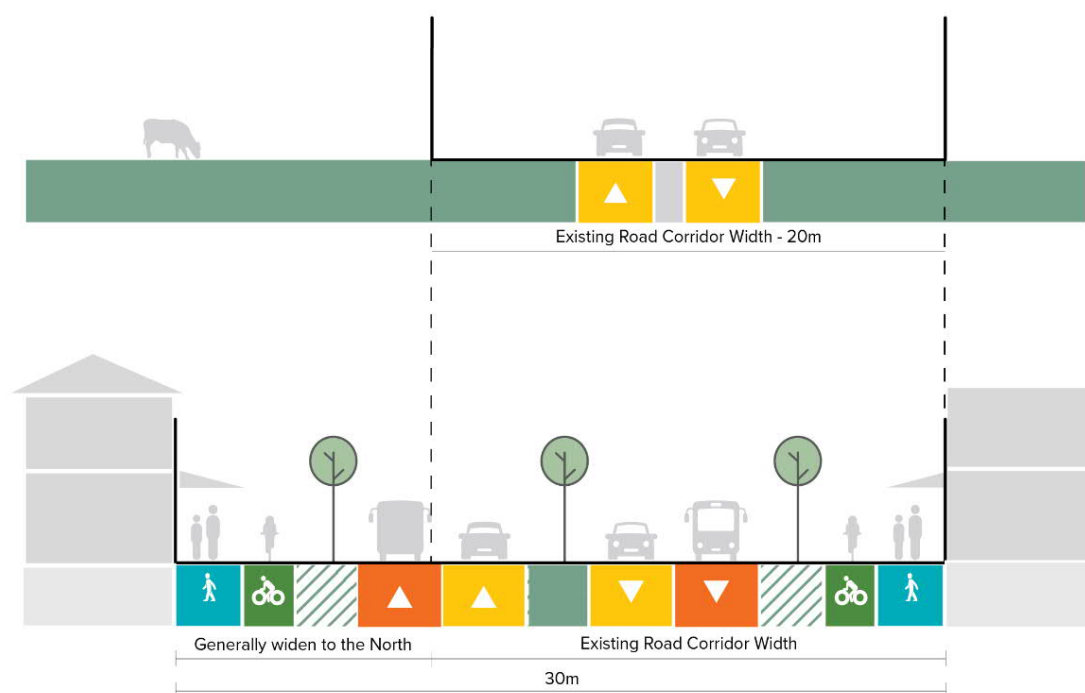 Existing Road Corridor Width - 20m
Generally widen to the North
Existing Road Corridor Width
30m